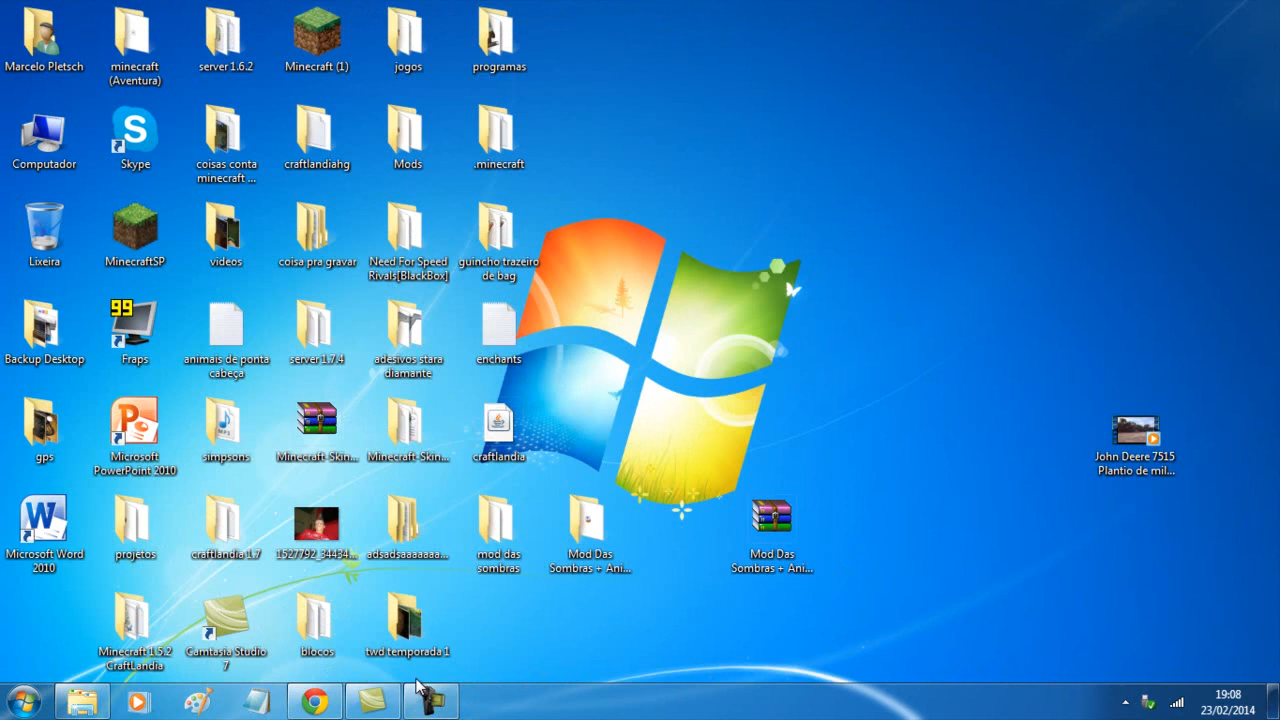 Marcelo Pletsch
minecraft
(Aventura)
server 1.6.2
Minecraft (1)
jogos
programas
Computador
S
Skype
coisas conta
minecraft ...
craftlandiahg
Mods
.minecraft
Lixeira
MinecraftSP
videos
coisa pra gravar
Need For Speed
Rivals[BlackBox]
guincho trazeiro
de bag
Backup Desktop
99
Fraps
animais de ponta
cabeça
server 1.7.4
adesivos stara
diamante
enchants
gps
P
Microsoft
PowerPoint 2010
simpsons
Minecraft-Skin...
Minecraft-Skin...
craftlandia
John Deere 7515
Plantio de mil...
W
Microsoft Word
2010
projetos
craftlandia 1.7
1527792_34434...
adsadsaaaaaaa...
mod das
sombras
Mod Das
Sombras + Ani...
Mod Das
Sombras + Ani...
Minecraft 1.5.2
CraftLandia
Camtasia Studio
7
blocos
twd temporada 1
19:08
23/02/2014